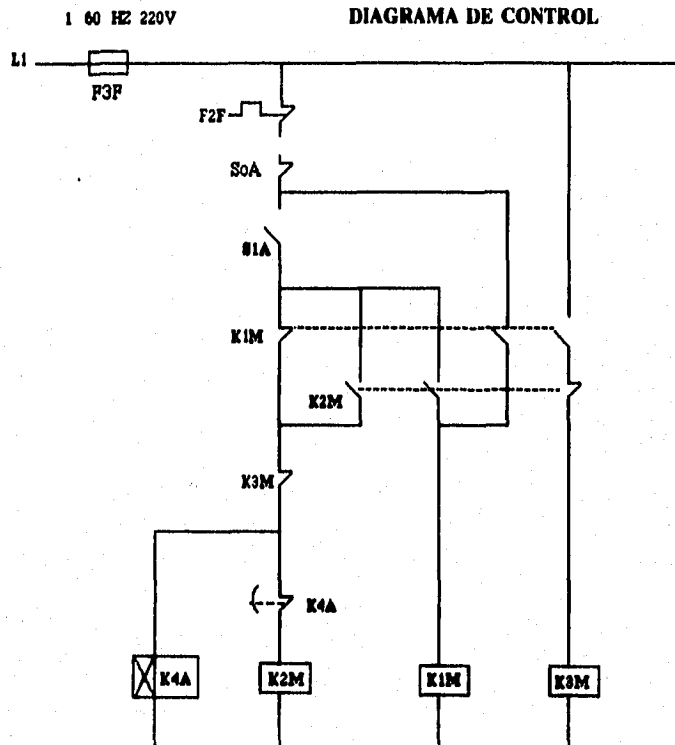 1 60 HZ 220V
DIAGRAMA DE CONTROL
L1
F3F
F2F
SoA
S1A
K1M
K2M
K3M
K4A
K4A
K2M
K1M
K3M